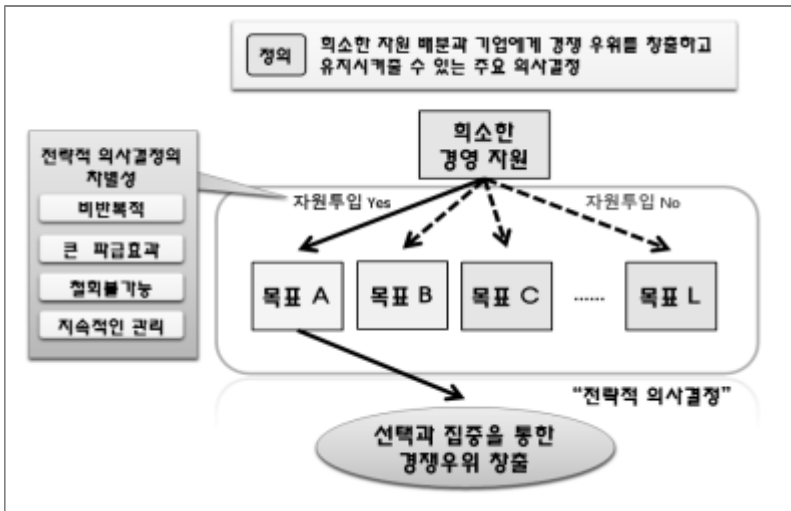 정의
희소한 자원 배분과 기업에게 경쟁 우위를 창출하고
유지시켜줄 수 있는 주요 의사결정
희소한
경영 자원
전략적 의사결정의
차별성
비반복적
큰 파급효과
철회불가능
지속적인 관리
자원투입 Yes
자원투입 No
목표 A
목표 B
목표 C
......
목표 L
“전략적 의사결정”
선택과 집중을 통한
경쟁우위 창출